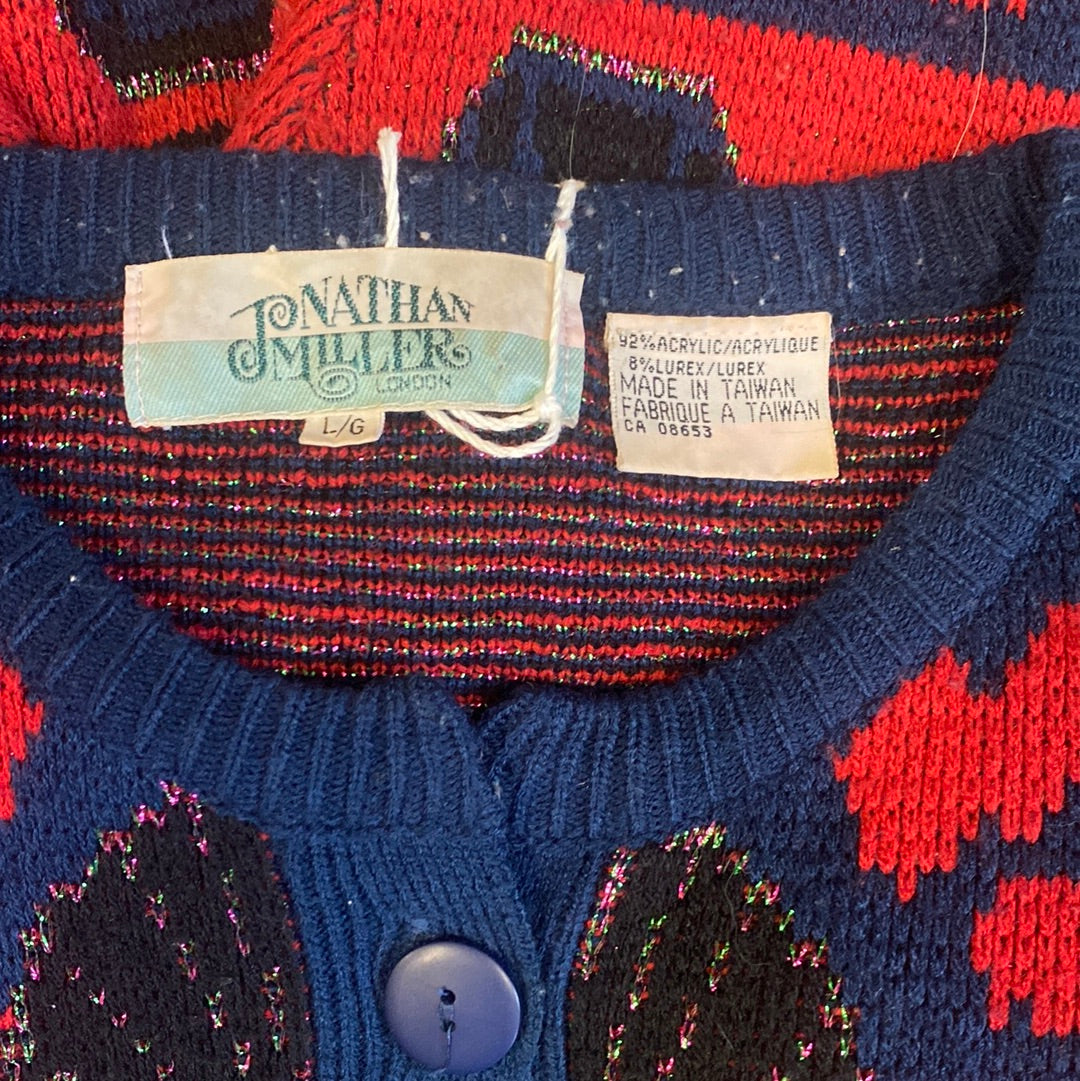 JONATHAN
MILLER
LONDON
L/G
92%ACRYLIC/ACRYLIQUE
8%LUREX/LUREX
MADE IN TAIWAN
FABRIQUE A TAIWAN
CA 08653